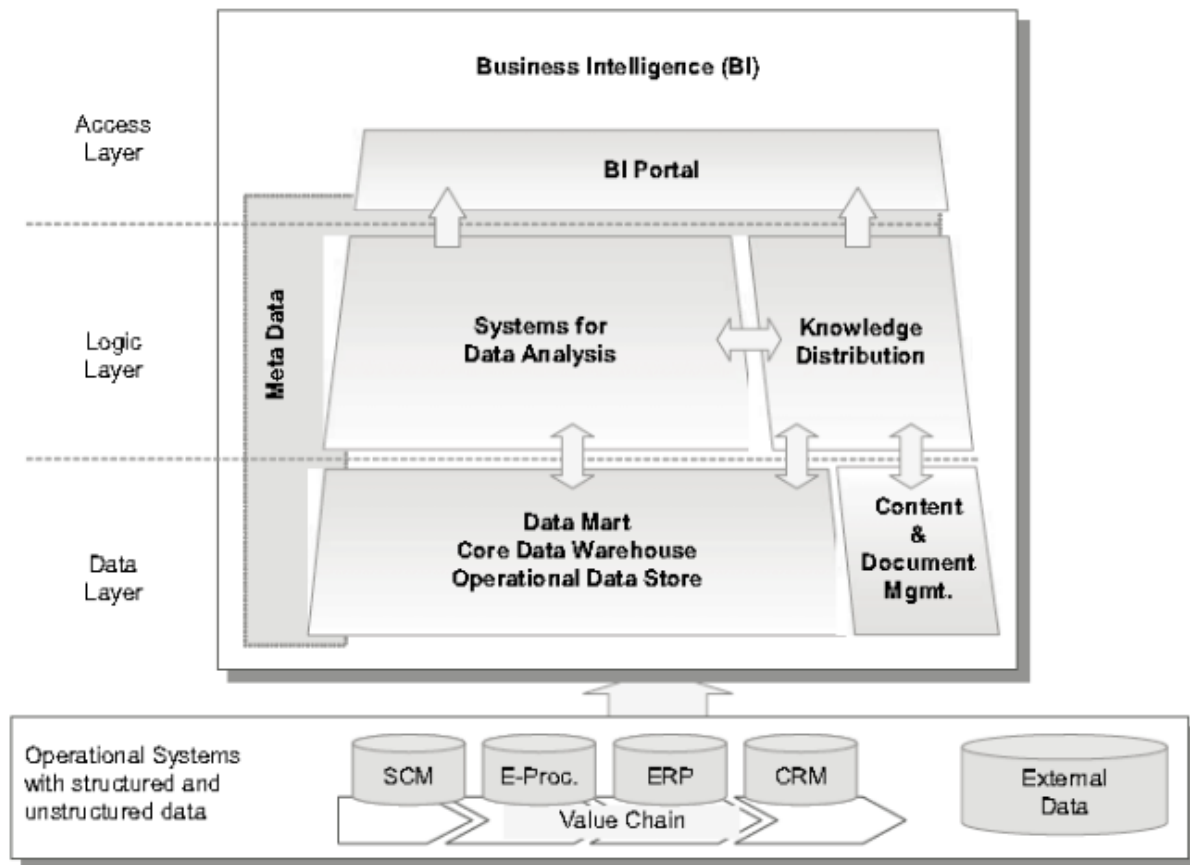 Business Intelligence (BI)
Access
Layer
BI Portal
Logic
Layer
Meta Data
Systems for
Data Analysis
Knowledge
Distribution
Data
Layer
Data Mart
Core Data Warehouse
Operational Data Store
Content
&
Document
Mgmt.
Operational Systems
with structured and
unstructured data
SCM
E-Proc.
ERP
CRM
Value Chain
External
Data